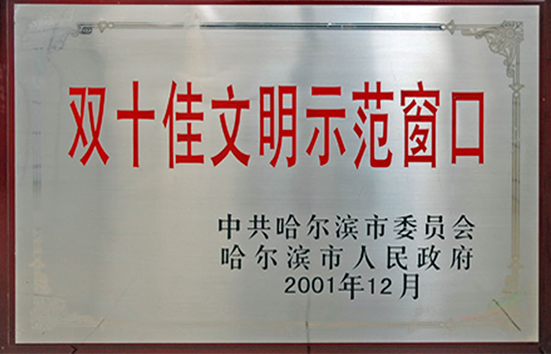 双十佳文明示范窗口
中共哈尔滨市委员会
哈尔滨市人民政府
2001年12月